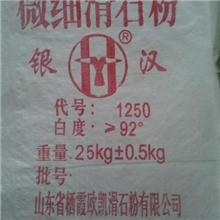 微细滑石粉
银 ® 汉
代号：1250
白度：≥92°
重量：25kg±0.5kg
批号：
山东省栖霞欧凯滑石粉有限公司